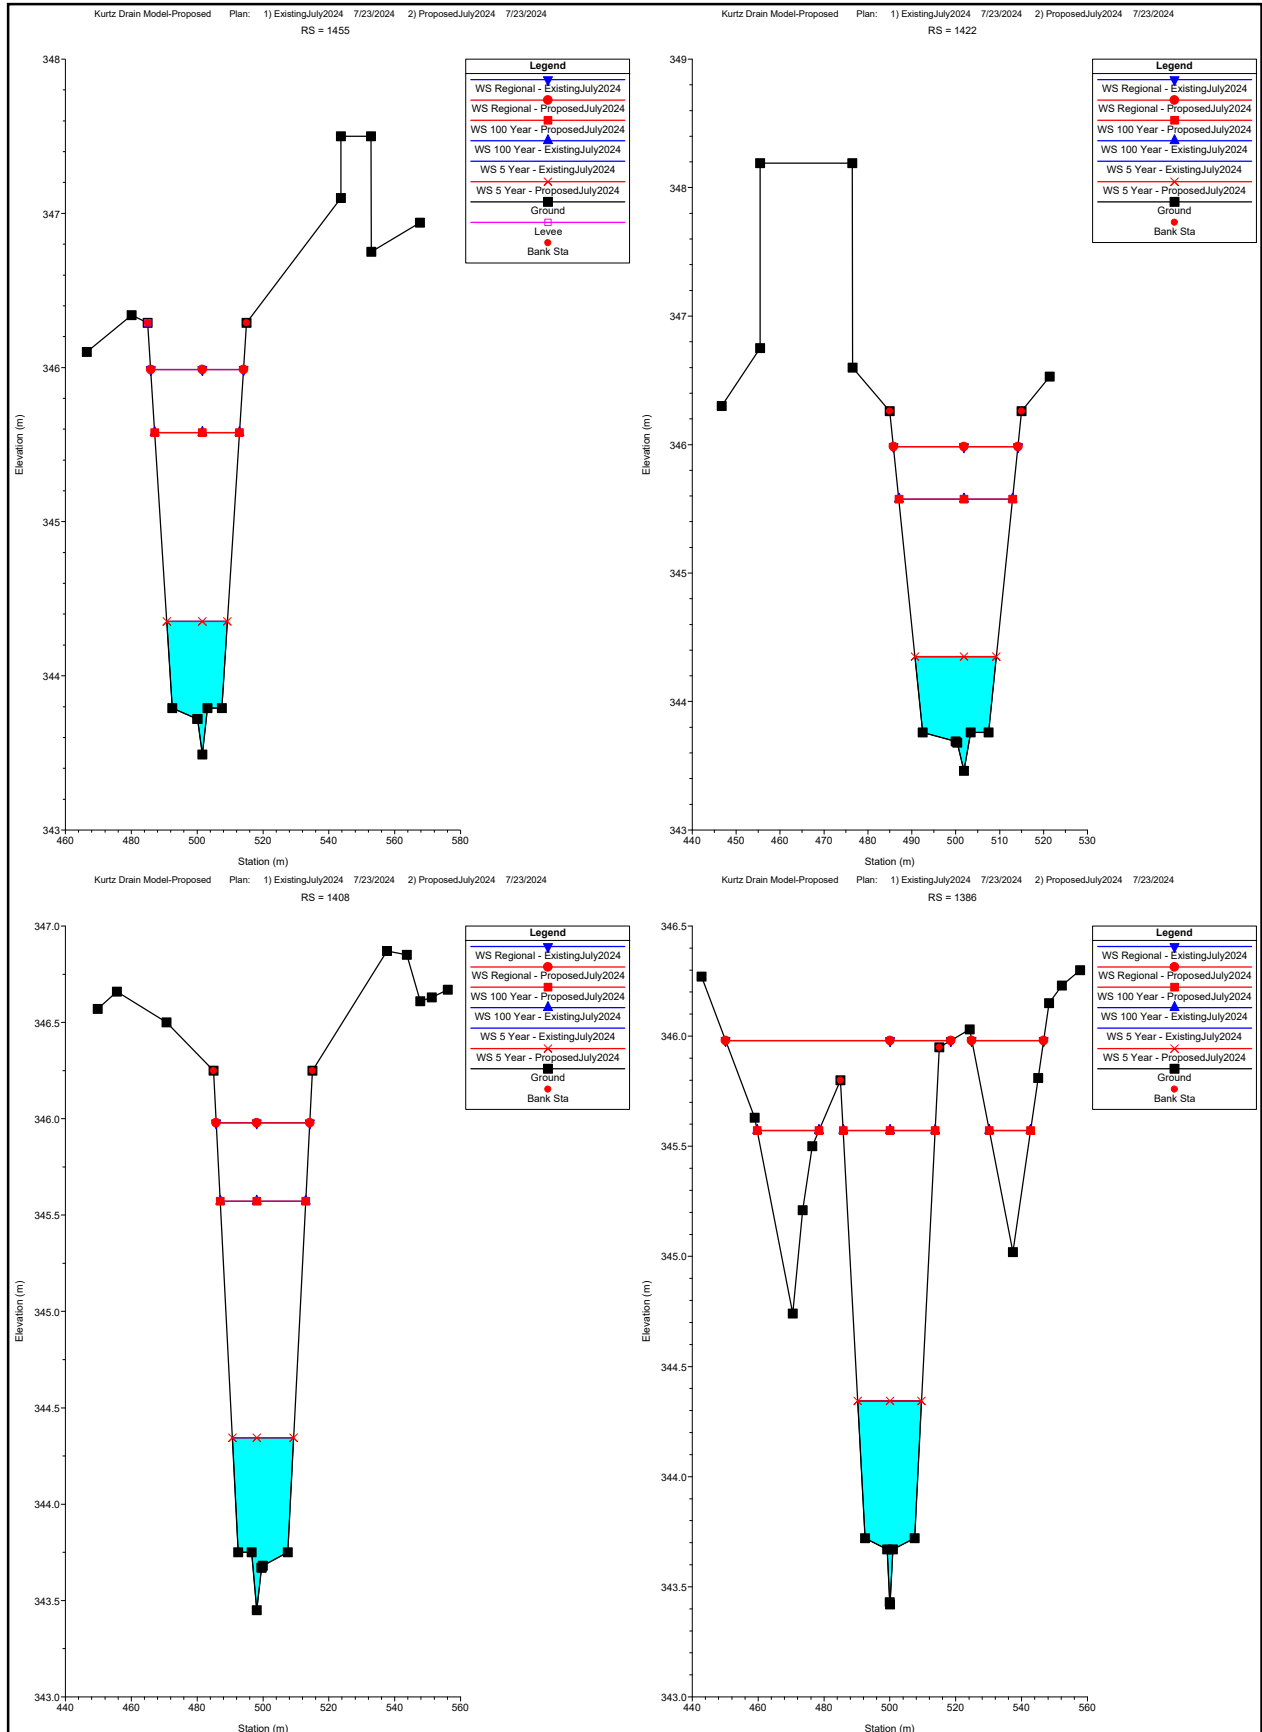 Kurtz Drain Model-Proposed Plan: 1) ExistingJuly2024 7/23/2024 2) ProposedJuly2024 7/23/2024
RS = 1455
Legend
WS Regional - ExistingJuly2024
WS Regional - ProposedJuly2024
WS 100 Year - ProposedJuly2024
WS 100 Year - ExistingJuly2024
WS 5 Year - ExistingJuly2024
WS 5 Year - ProposedJuly2024
Ground
Levee
Bank Sta
348
347
346
345
344
343
Elevation (m)
460 480 500 520 540 560 580
Station (m)
Kurtz Drain Model-Proposed Plan: 1) ExistingJuly2024 7/23/2024 2) ProposedJuly2024 7/23/2024
RS = 1422
Legend
WS Regional - ExistingJuly2024
WS Regional - ProposedJuly2024
WS 100 Year - ProposedJuly2024
WS 100 Year - ExistingJuly2024
WS 5 Year - ExistingJuly2024
WS 5 Year - ProposedJuly2024
Ground
Bank Sta
349
348
347
346
345
344
343
Elevation (m)
440 450 460 470 480 490 500 510 520 530
Station (m)
Kurtz Drain Model-Proposed Plan: 1) ExistingJuly2024 7/23/2024 2) ProposedJuly2024 7/23/2024
RS = 1408
Legend
WS Regional - ExistingJuly2024
WS Regional - ProposedJuly2024
WS 100 Year - ProposedJuly2024
WS 100 Year - ExistingJuly2024
WS 5 Year - ExistingJuly2024
WS 5 Year - ProposedJuly2024
Ground
Bank Sta
347.0
346.5
346.0
345.5
345.0
344.5
344.0
343.5
343.0
Elevation (m)
440 460 480 500 520 540 560
Station (m)
Kurtz Drain Model-Proposed Plan: 1) ExistingJuly2024 7/23/2024 2) ProposedJuly2024 7/23/2024
RS = 1386
Legend
WS Regional - ExistingJuly2024
WS Regional - ProposedJuly2024
WS 100 Year - ProposedJuly2024
WS 100 Year - ExistingJuly2024
WS 5 Year - ExistingJuly2024
WS 5 Year - ProposedJuly2024
Ground
Bank Sta
346.5
346.0
345.5
345.0
344.5
344.0
343.5
343.0
Elevation (m)
440 460 480 500 520 540 560
Station (m)